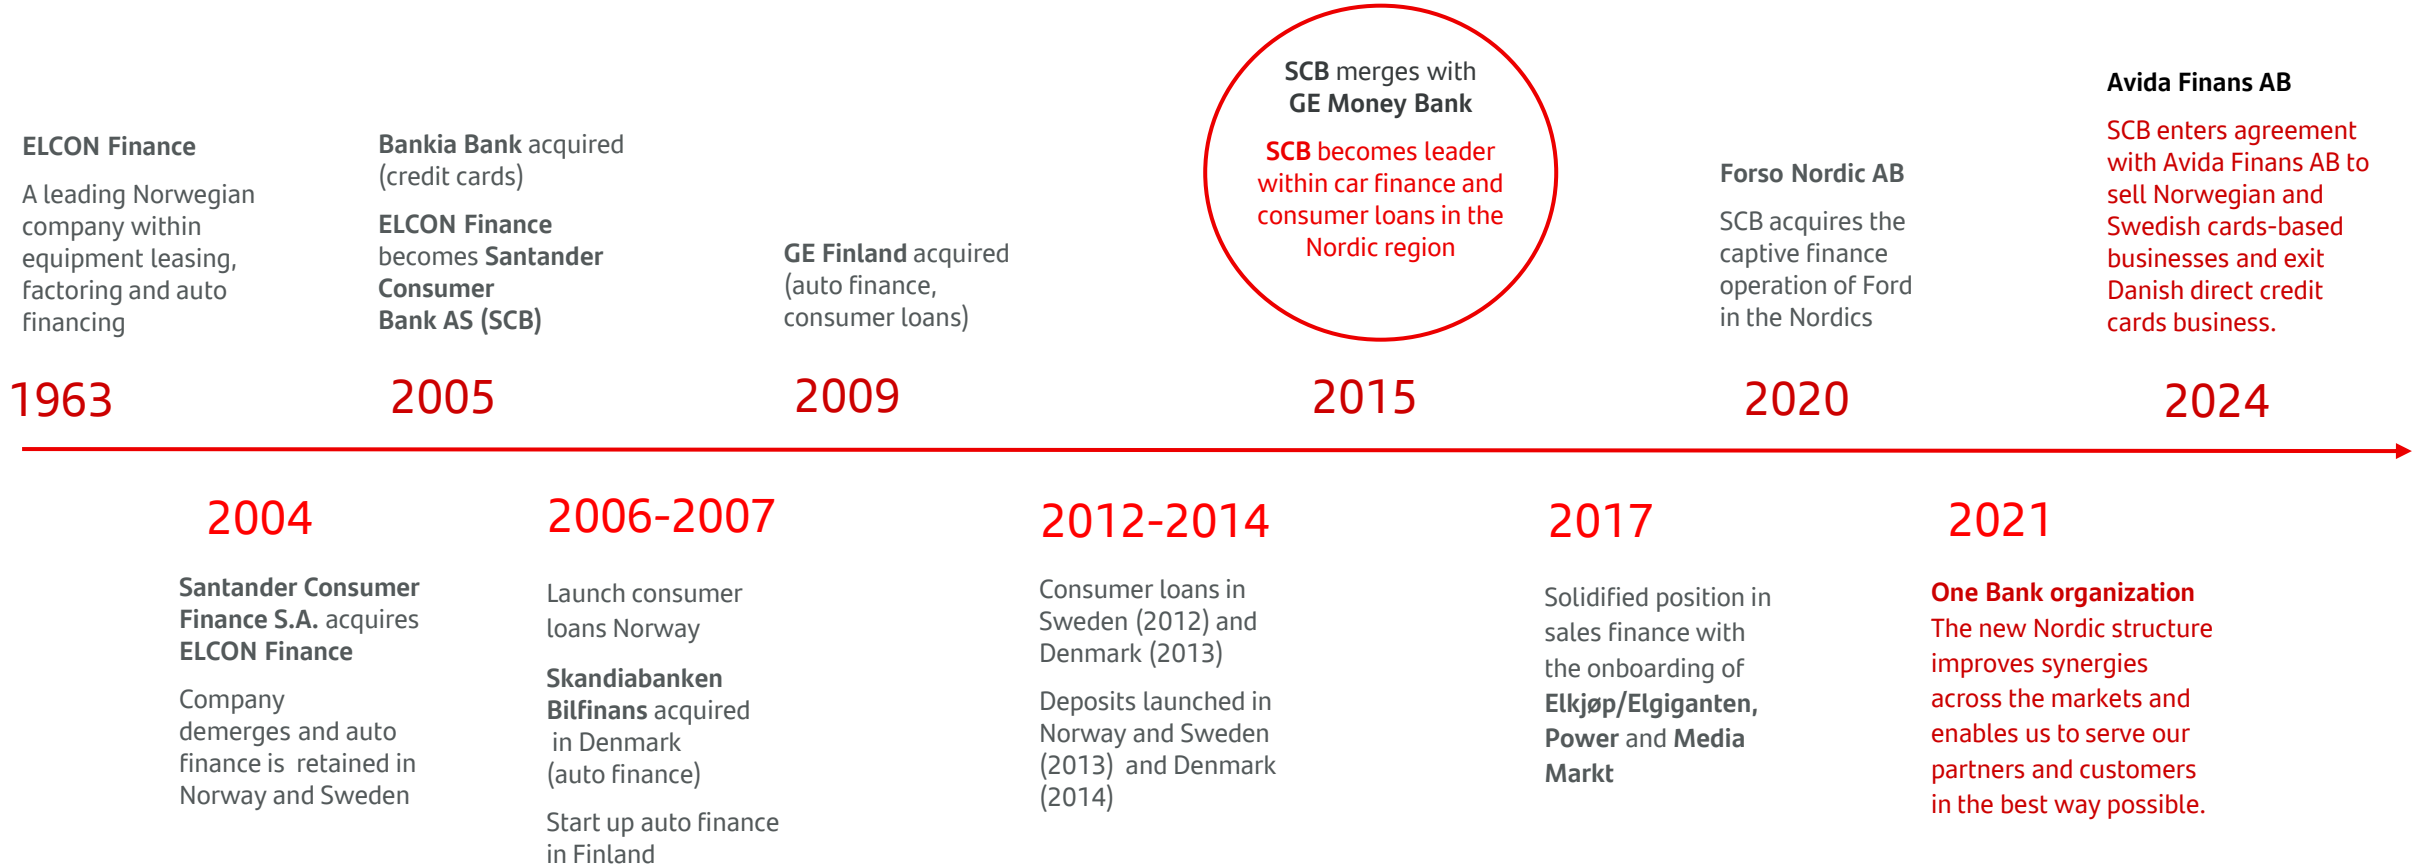 ELCON Finance
A leading Norwegian
company within
equipment leasing,
factoring and auto
financing
1963
Bankia Bank acquired
(credit cards)
ELCON Finance
becomes Santander
Consumer
Bank AS (SCB)
2005
GE Finland acquired
(auto finance,
consumer loans)
2009
SCB merges with
GE Money Bank
SCB becomes leader
within car finance and
consumer loans in the
Nordic region
2015
Forso Nordic AB
SCB acquires the
captive finance
operation of Ford
in the Nordics
2020
Avida Finans AB
SCB enters agreement
with Avida Finans AB to
sell Norwegian and
Swedish cards-based
businesses and exit
Danish direct credit
cards business.
2024
2004
Santander Consumer
Finance S.A. acquires
ELCON Finance
Company
demerges and auto
finance is retained in
Norway and Sweden
2006-2007
Launch consumer
loans Norway
Skandiabanken
Bilfinans acquired
in Denmark
(auto finance)
Start up auto finance
in Finland
2012-2014
Consumer loans in
Sweden (2012) and
Denmark (2013)
Deposits launched in
Norway and Sweden
(2013) and Denmark
(2014)
2017
Solidified position in
sales finance with
the onboarding of
Elkjøp/Elgiganten,
Power and Media
Markt
2021
One Bank organization
The new Nordic structure
improves synergies
across the markets and
enables us to serve our
partners and customers
in the best way possible.